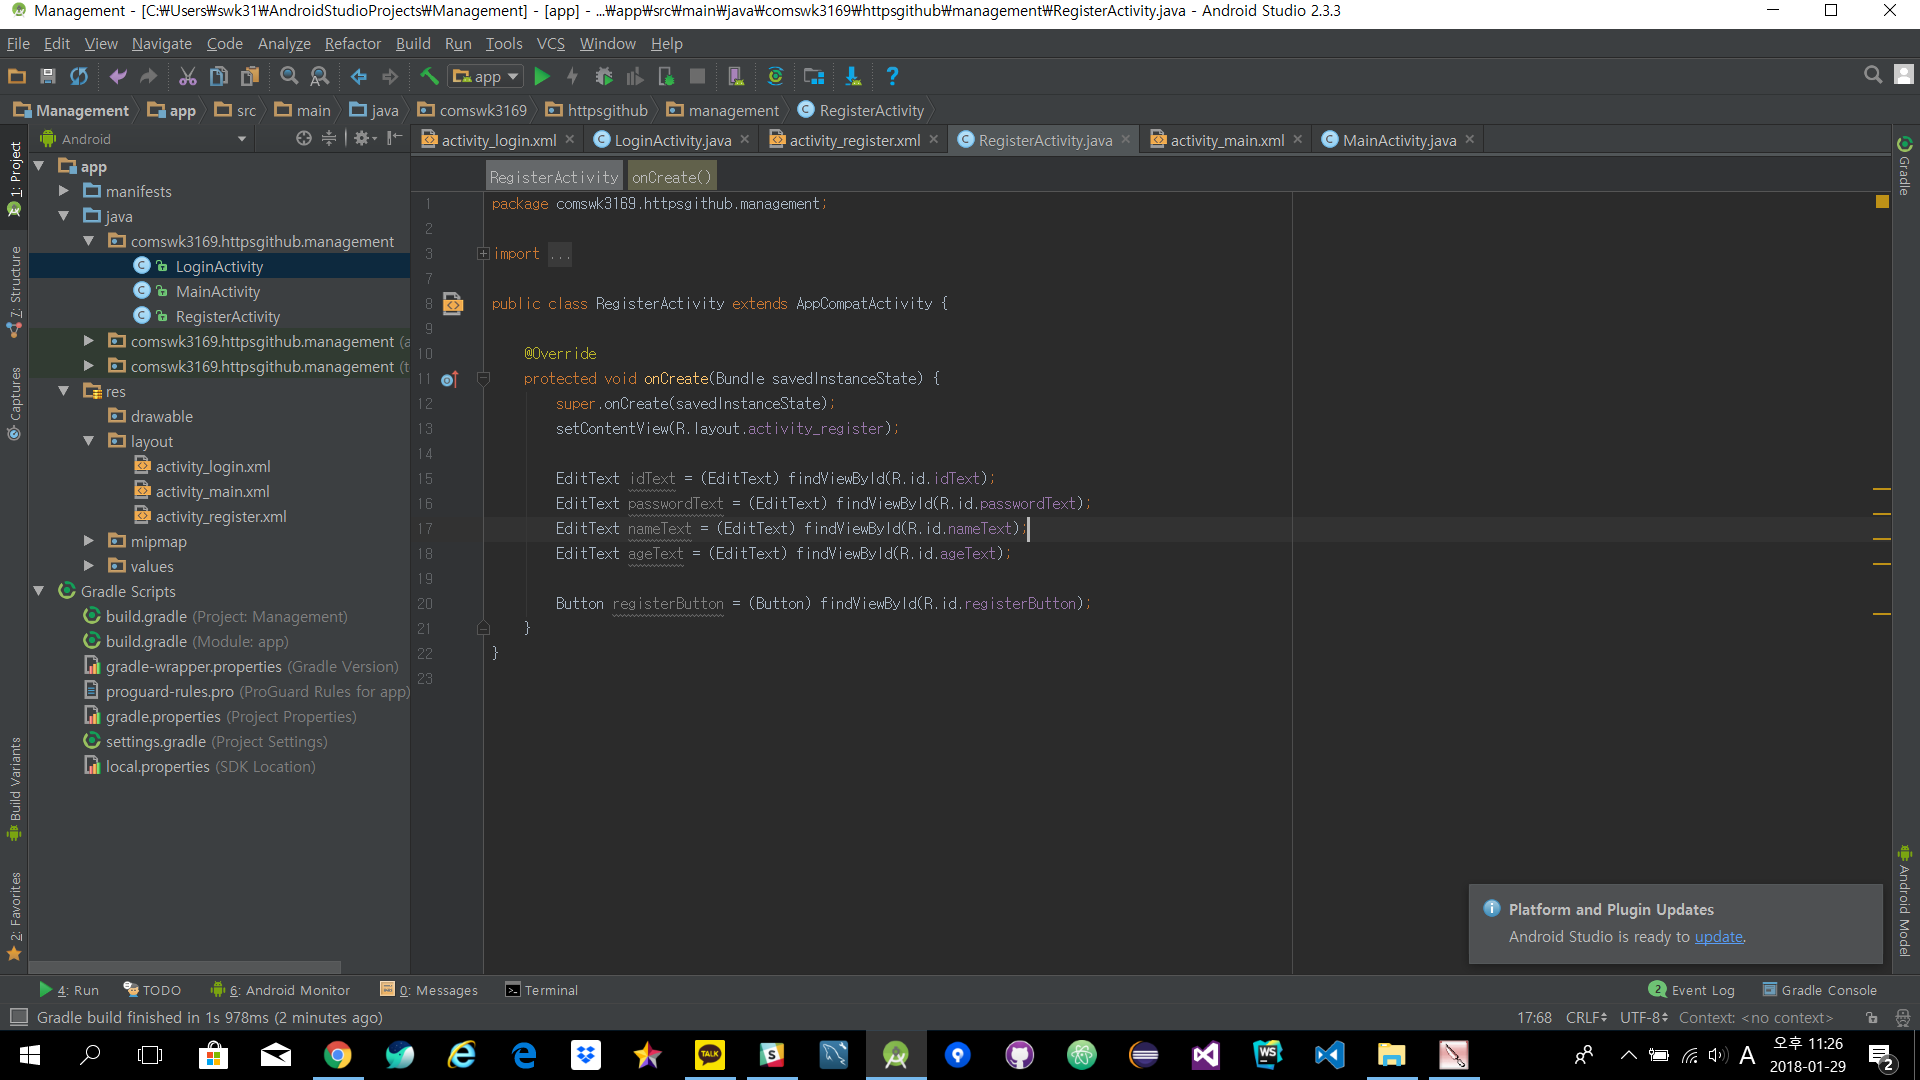 Management - [C:₩Users₩swk31₩AndroidStudioProjects₩Management] - [app] - ...₩app₩src₩main₩java₩comswk3169₩httpsgithub₩management₩RegisterActivity.java - Android Studio 2.3.3
File Edit View Navigate Code Analyze Refactor Build Run Tools VCS Window Help
app
Management app src main java comswk3169 httpsgithub management RegisterActivity
Android
activity_login.xml LoginActivity.java activity_register.xml RegisterActivity.java activity_main.xml MainActivity.java
1: Project
7: Structure
Captures
Build Variants
2: Favorites
app
manifests
java
comswk3169.httpsgithub.management
LoginActivity
MainActivity
RegisterActivity
comswk3169.httpsgithub.management (a
comswk3169.httpsgithub.management (t
res
drawable
layout
activity_login.xml
activity_main.xml
activity_register.xml
mipmap
values
Gradle Scripts
build.gradle (Project: Management)
build.gradle (Module: app)
gradle-wrapper.properties (Gradle Version)
proguard-rules.pro (ProGuard Rules for app)
gradle.properties (Project Properties)
settings.gradle (Project Settings)
local.properties (SDK Location)
RegisterActivity onCreate()
1 package comswk3169.httpsgithub.management;
2
3 import ...
7
8 public class RegisterActivity extends AppCompatActivity {
9
10 @Override
11 protected void onCreate(Bundle savedInstanceState) {
12 super.onCreate(savedInstanceState);
13 setContentView(R.layout.activity_register);
14
15 EditText idText = (EditText) findViewById(R.id.idText);
16 EditText passwordText = (EditText) findViewById(R.id.passwordText);
17 EditText nameText = (EditText) findViewById(R.id.nameText);
18 EditText ageText = (EditText) findViewById(R.id.ageText);
19
20 Button registerButton = (Button) findViewById(R.id.registerButton);
21 }
22 }
23
Gradle
Android Model
Platform and Plugin Updates
Android Studio is ready to update.
4: Run TODO 6: Android Monitor 0: Messages Terminal 2 Event Log Gradle Console
Gradle build finished in 1s 978ms (2 minutes ago) 17:68 CRLF UTF-8 Context: <no context>
TALK
WS
A
오후 11:26
2018-01-29
2